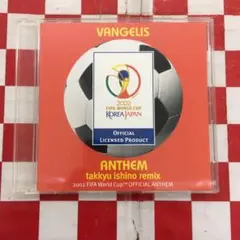 VANGELIS
2002
FIFA WORLD CUP
KOREA JAPAN
OFFICIAL
LICENSED PRODUCT
ANTHEM
takkyu ishino remix
2002 FIFA World Cup™ OFFICIAL ANTHEM